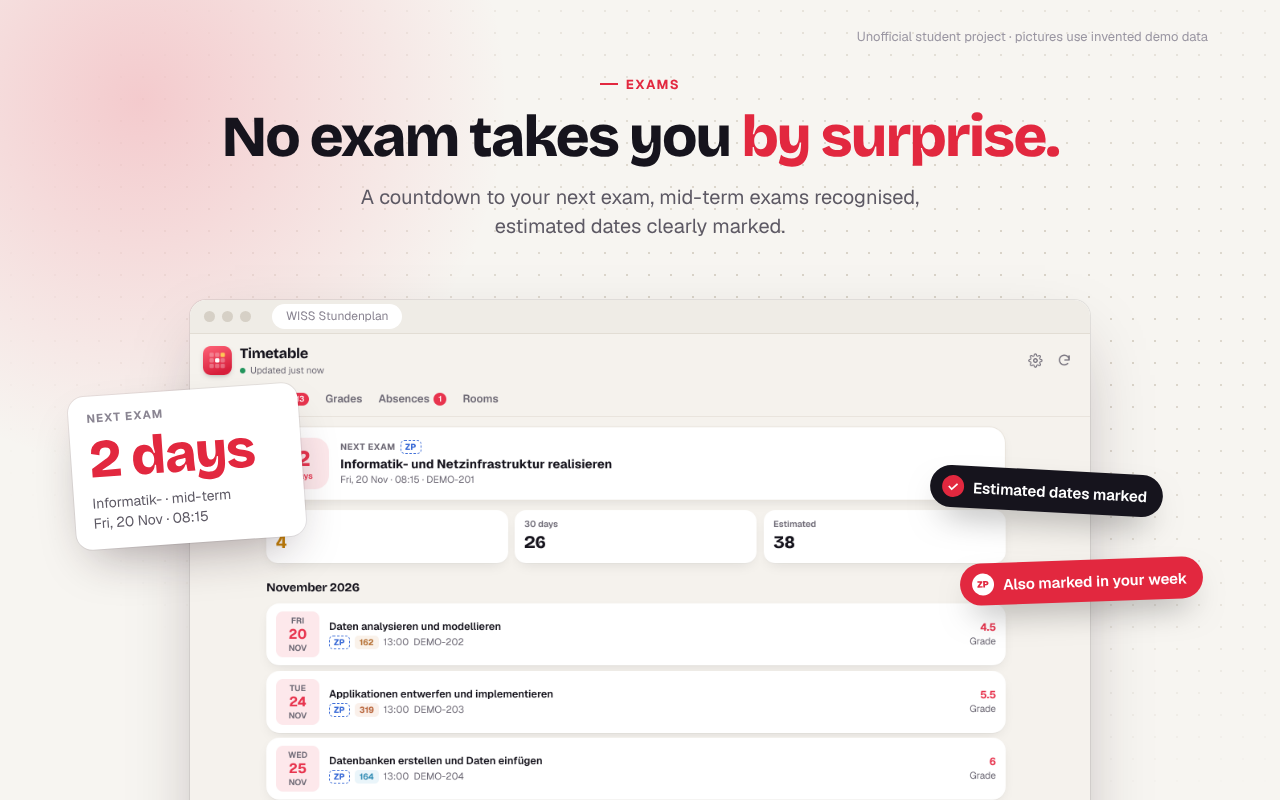 Unofficial student project · pictures use invented demo data
EXAMS
No exam takes you by surprise.
A countdown to your next exam, mid-term exams recognised,
estimated dates clearly marked.
WISS Stundenplan
Timetable
Updated just now
Grades
Absences 1
Rooms
NEXT EXAM
2 days
Informatik- · mid-term
Fri, 20 Nov · 08:15
NEXT EXAM ZP
Informatik- und Netzinfrastruktur realisieren
Fri, 20 Nov · 08:15 · DEMO-201
4
30 days
26
Estimated
38
Estimated dates marked
ZP Also marked in your week
November 2026
FRI
20
NOV
Daten analysieren und modellieren
ZP 162 13:00 DEMO-202
4.5
Grade
TUE
24
NOV
Applikationen entwerfen und implementieren
ZP 319 13:00 DEMO-203
5.5
Grade
WED
25
NOV
Datenbanken erstellen und Daten einfügen
ZP 164 13:00 DEMO-204
6
Grade